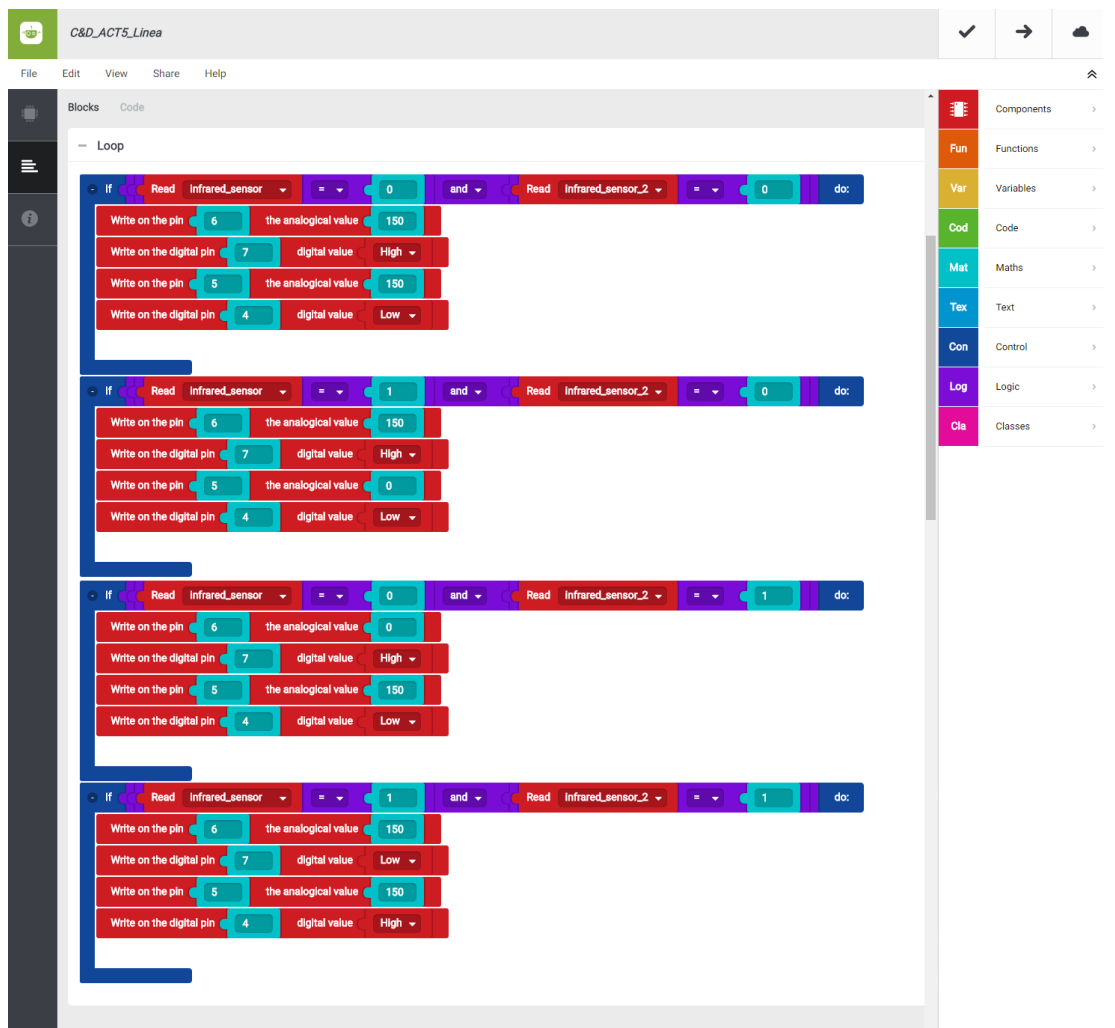 C&D_ACT5_Linea
File Edit View Share Help
Blocks Code
Loop
If Read infrared_sensor = 0 and Read infrared_sensor_2 = 0 do:
Write on the pin 6 the analogical value 150
Write on the digital pin 7 digital value High
Write on the pin 5 the analogical value 150
Write on the digital pin 4 digital value Low
If Read infrared_sensor = 1 and Read infrared_sensor_2 = 0 do:
Write on the pin 6 the analogical value 150
Write on the digital pin 7 digital value High
Write on the pin 5 the analogical value 0
Write on the digital pin 4 digital value Low
If Read infrared_sensor = 0 and Read infrared_sensor_2 = 1 do:
Write on the pin 6 the analogical value 0
Write on the digital pin 7 digital value High
Write on the pin 5 the analogical value 150
Write on the digital pin 4 digital value Low
If Read infrared_sensor = 1 and Read infrared_sensor_2 = 1 do:
Write on the pin 6 the analogical value 150
Write on the digital pin 7 digital value Low
Write on the pin 5 the analogical value 150
Write on the digital pin 4 digital value High
Components
Fun Functions
Var Variables
Cod Code
Mat Maths
Tex Text
Con Control
Log Logic
Cla Classes